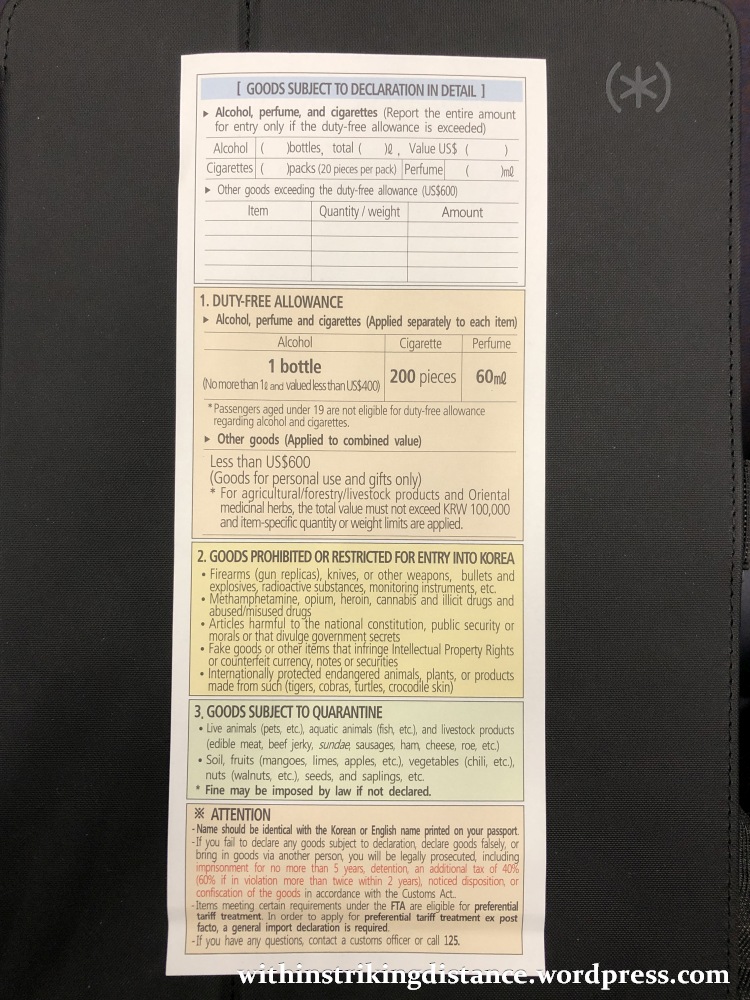 [ GOODS SUBJECT TO DECLARATION IN DETAIL ]
▶ Alcohol, perfume, and cigarettes (Report the entire amount
for entry only if the duty-free allowance is exceeded)
Alcohol ( )bottles, total ( )ℓ , Value US$ ( )
Cigarettes ( )packs (20 pieces per pack) Perfume ( )mℓ
▶ Other goods exceeding the duty-free allowance (US$600)
Item Quantity / weight Amount
1. DUTY-FREE ALLOWANCE
▶ Alcohol, perfume and cigarettes (Applied separately to each item)
Alcohol Cigarette Perfume
1 bottle
(No more than 1ℓ and valued less than US$400) 200 pieces 60mℓ
* Passengers aged under 19 are not eligible for duty-free allowance
regarding alcohol and cigarettes.
▶ Other goods (Applied to combined value)
Less than US$600
(Goods for personal use and gifts only)
* For agricultural/forestry/livestock products and Oriental
medicinal herbs, the total value must not exceed KRW 100,000
and item-specific quantity or weight limits are applied.
2. GOODS PROHIBITED OR RESTRICTED FOR ENTRY INTO KOREA
• Firearms (gun replicas), knives, or other weapons, bullets and
explosives, radioactive substances, monitoring instruments, etc.
• Methamphetamine, opium, heroin, cannabis and illicit drugs and
abused/misused drugs
• Articles harmful to the national constitution, public security or
morals or that divulge government secrets
• Fake goods or other items that infringe Intellectual Property Rights
or counterfeit currency, notes or securities
• Internationally protected endangered animals, plants, or products
made from such (tigers, cobras, turtles, crocodile skin)
3. GOODS SUBJECT TO QUARANTINE
• Live animals (pets, etc.), aquatic animals (fish, etc.), and livestock products
(edible meat, beef jerky, sundae, sausages, ham, cheese, roe, etc.)
• Soil, fruits (mangoes, limes, apples, etc.), vegetables (chili, etc.),
nuts (walnuts, etc.), seeds, and saplings, etc.
* Fine may be imposed by law if not declared.
※ ATTENTION
- Name should be identical with the Korean or English name printed on your passport.
- If you fail to declare any goods subject to declaration, declare goods falsely, or
bring in goods via another person, you will be legally prosecuted, including
imprisonment for no more than 5 years, detention, an additional tax of 40%
(60% if in violation more than twice within 2 years), noticed disposition, or
confiscation of the goods in accordance with the Customs Act..
- Items meeting certain requirements under the FTA are eligible for preferential
tariff treatment. In order to apply for preferential tariff treatment ex post
facto, a general import declaration is required.
- If you have any questions, contact a customs officer or call 125.
(*)
withinstrikingdistance.wordpress.com